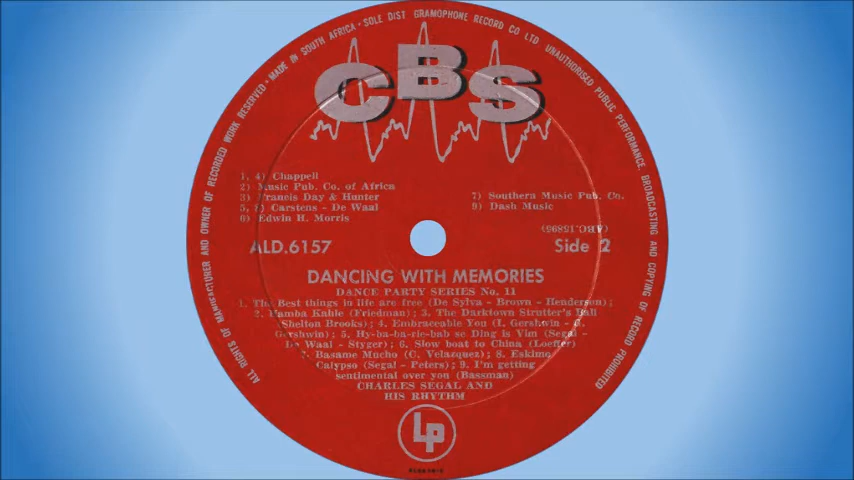 ALL RIGHTS OF MANUFACTURER AND OWNER OF RECORDED WORK RESERVED • MADE IN SOUTH AFRICA • SOLE DIST GRAMOPHONE RECORD CO LTD UNAUTHORISED PUBLIC PERFORMANCE, BROADCASTING AND COPYING OF RECORD PROHIBITED
CBS
1, 4) Chappell
2) Music Pub. Co. of Africa
3) Francis Day & Hunter
5, 8) Carstens - De Waal
6) Edwin H. Morris
7) Southern Music Pub. Co.
9) Dash Music
(ABC.15896)
ALD.6157
Side 2
DANCING WITH MEMORIES
DANCE PARTY SERIES No. 11
1. The Best things in life are free (De Sylva - Brown - Henderson);
2. Hamba Kahle (Friedman); 3. The Darktown Strutter's Ball
(Shelton Brooks); 4. Embraceable You (I. Gershwin - G.
Gershwin); 5. Hy-ba-ba-rie-bab se Ding is Vim (Segal -
De Waal - Styger); 6. Slow boat to China (Loeffer)
7. Basame Mucho (C. Velazquez); 8. Eskimo
Calypso (Segal - Peters); 9. I'm getting
sentimental over you (Bassman)
CHARLES SEGAL AND
HIS RHYTHM
LP